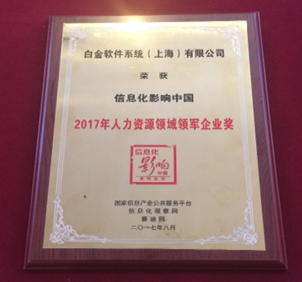 白金软件系统（上海）有限公司
荣获
信息化影响中国
2017年人力资源领域领军企业奖
信息化
影响
中国
国家信息产业公共服务平台
信息化观察网
赛迪网
二〇一七年八月